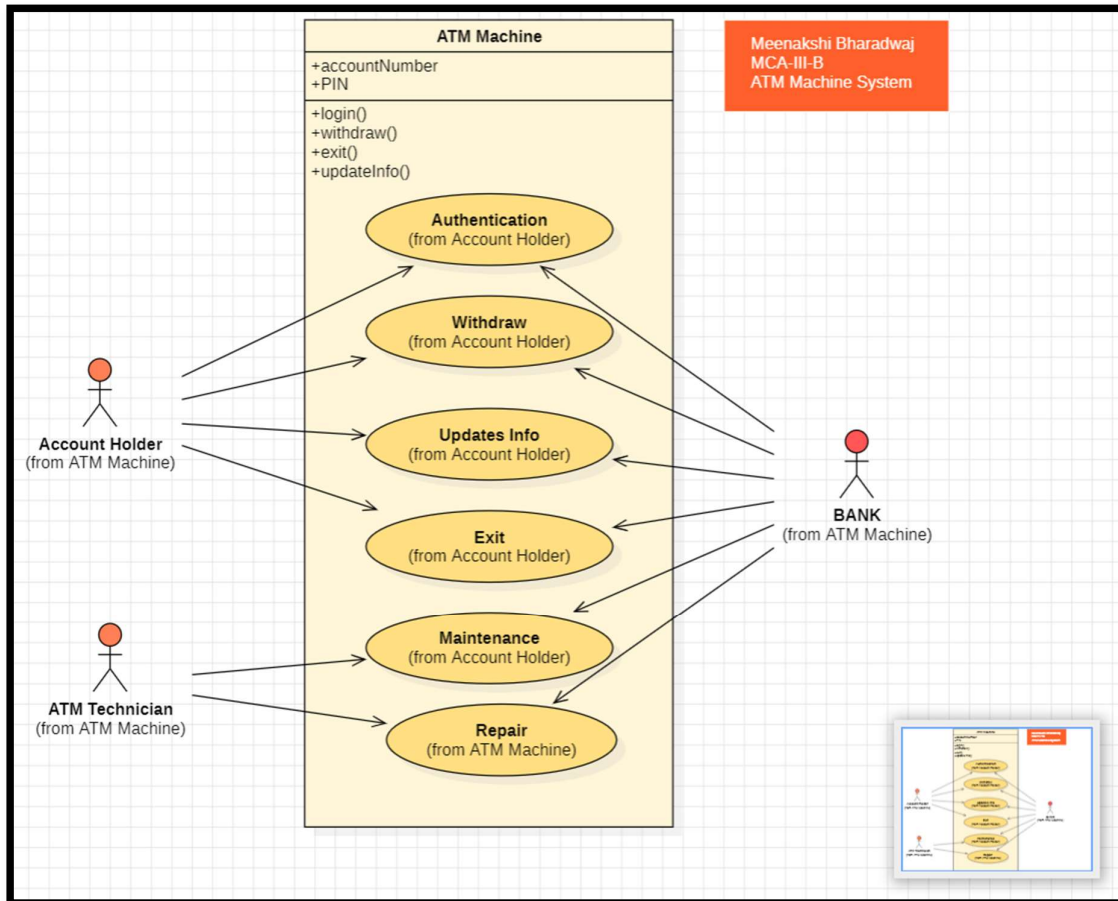 ATM Machine
+accountNumber
+PIN
+login()
+withdraw()
+exit()
+updateInfo()
Meenakshi Bharadwaj
MCA-III-B
ATM Machine System
Authentication
(from Account Holder)
Withdraw
(from Account Holder)
Updates Info
(from Account Holder)
Exit
(from Account Holder)
Maintenance
(from Account Holder)
Repair
(from ATM Machine)
Account Holder
(from ATM Machine)
ATM Technician
(from ATM Machine)
BANK
(from ATM Machine)